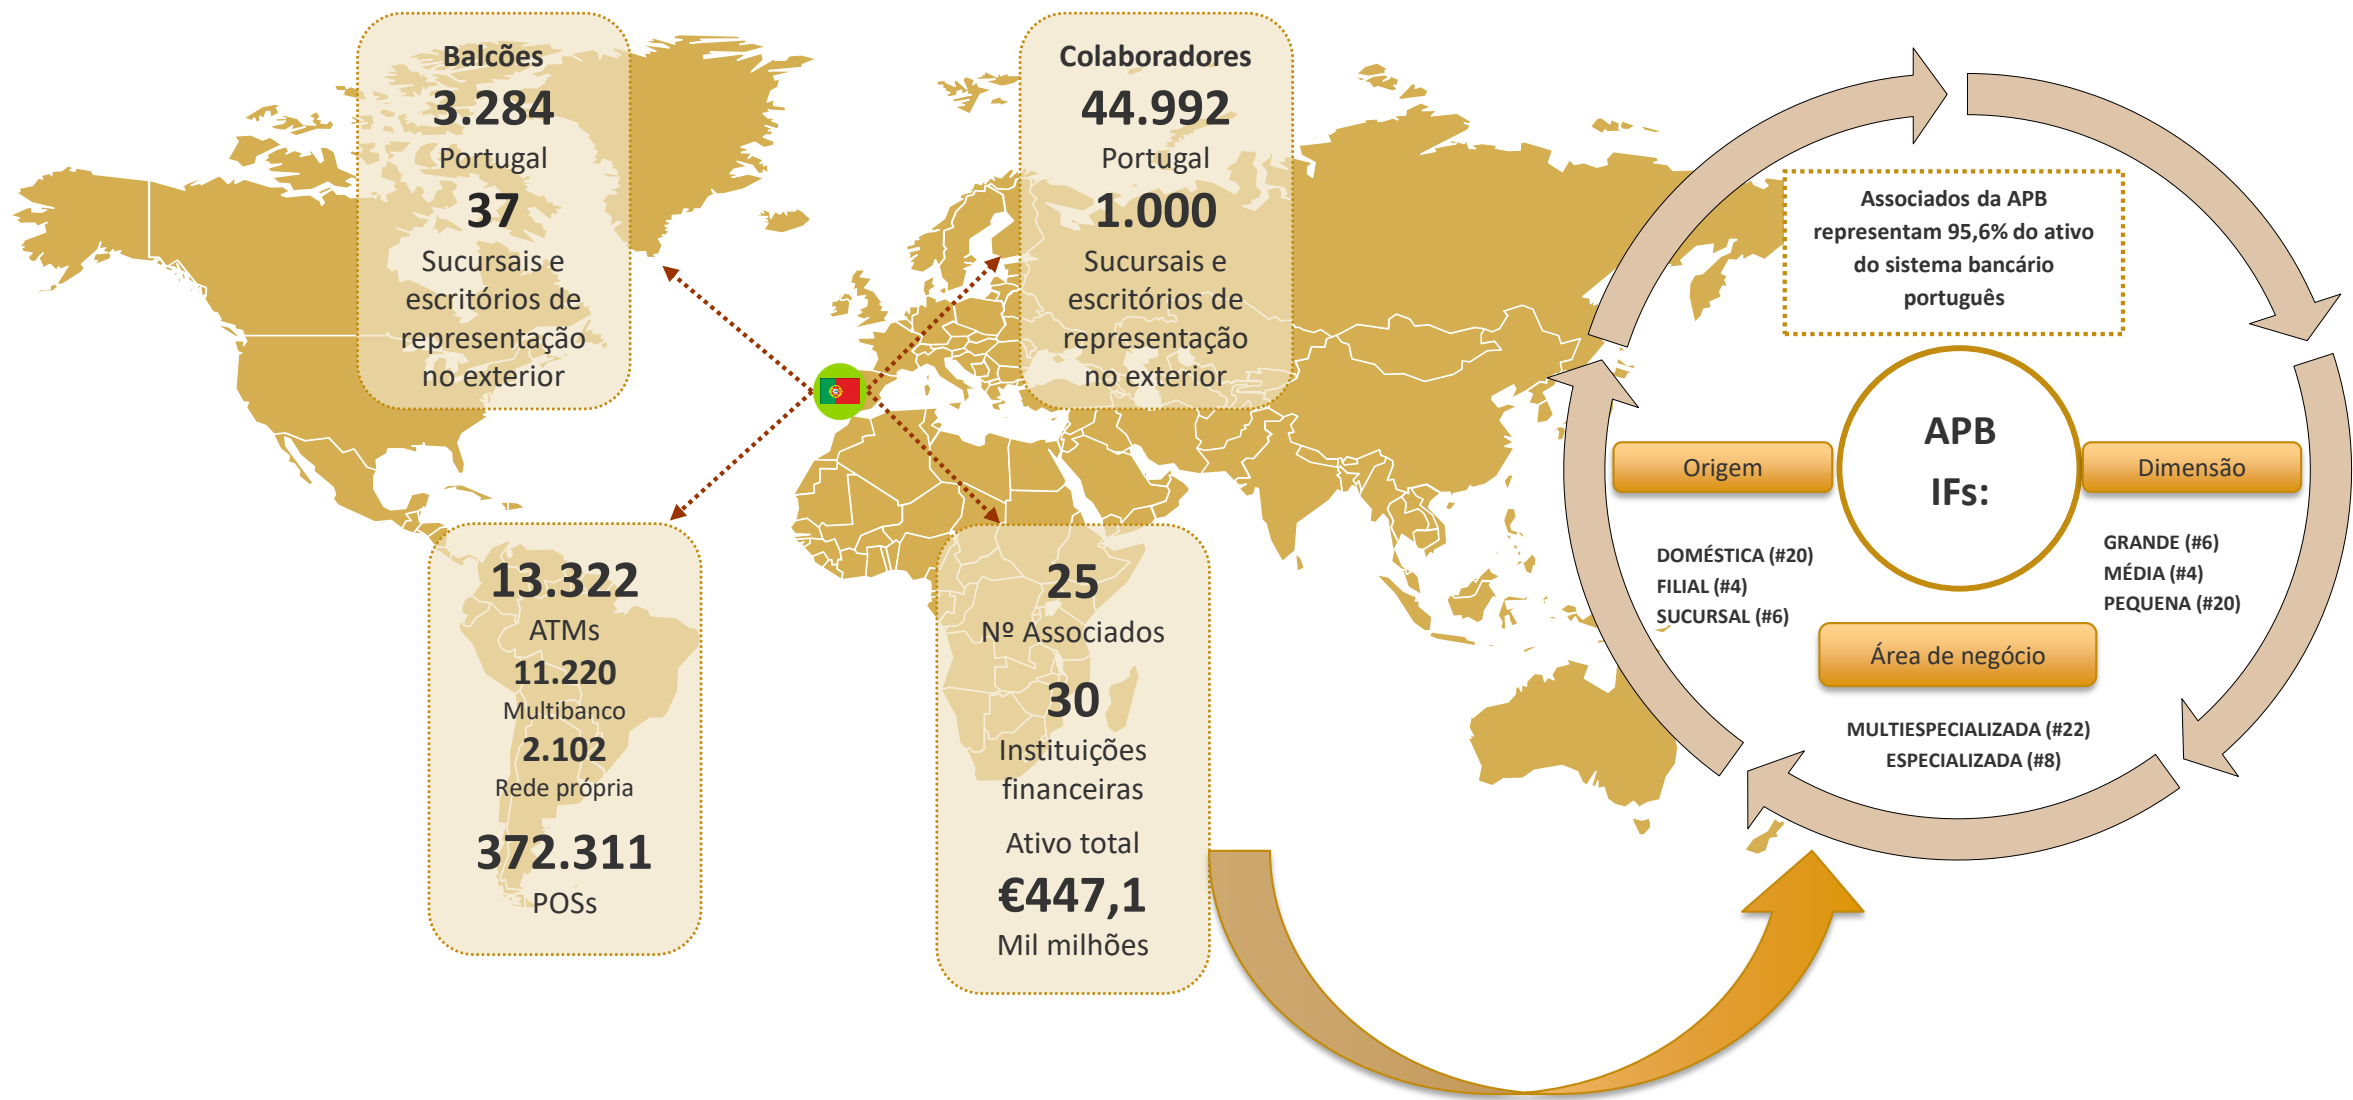 Balcões
3.284
Portugal
37
Sucursais e
escritórios de
representação
no exterior
Colaboradores
44.992
Portugal
1.000
Sucursais e
escritórios de
representação
no exterior
13.322
ATMs
11.220
Multibanco
2.102
Rede própria
372.311
POSs
25
Nº Associados
30
Instituições
financeiras
Ativo total
€447,1
Mil milhões
Associados da APB
representam 95,6% do ativo
do sistema bancário
português
APB
IFs:
Origem
DOMÉSTICA (#20)
FILIAL (#4)
SUCURSAL (#6)
Dimensão
GRANDE (#6)
MÉDIA (#4)
PEQUENA (#20)
Área de negócio
MULTIESPECIALIZADA (#22)
ESPECIALIZADA (#8)